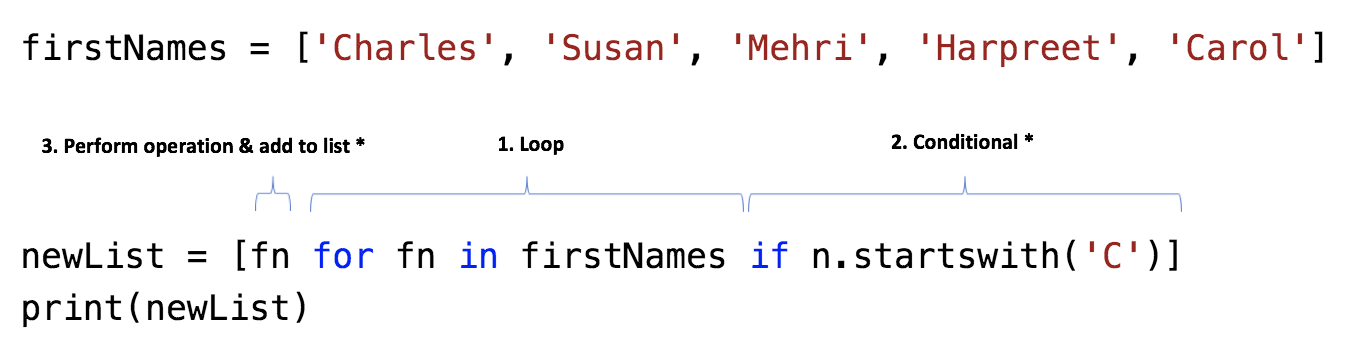 firstNames = ['Charles', 'Susan', 'Mehri', 'Harpreet', 'Carol']
3. Perform operation & add to list * 1. Loop 2. Conditional *
newList = [fn for fn in firstNames if n.startswith('C')]
print(newList)